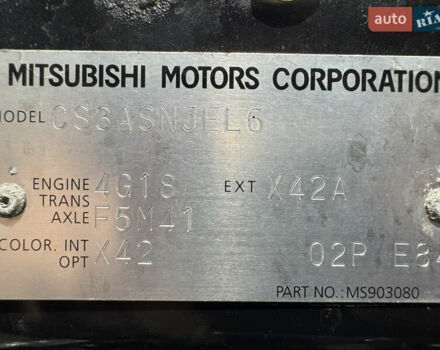 auto RIA
MITSUBISHI MOTORS CORPORATION
MODEL CS3ASNJEL6
ENGINE 4G18 EXT X42A
TRANS
AXLE F5M41
COLOR. INT X42
OPT 02P E84
PART NO.: MS903080